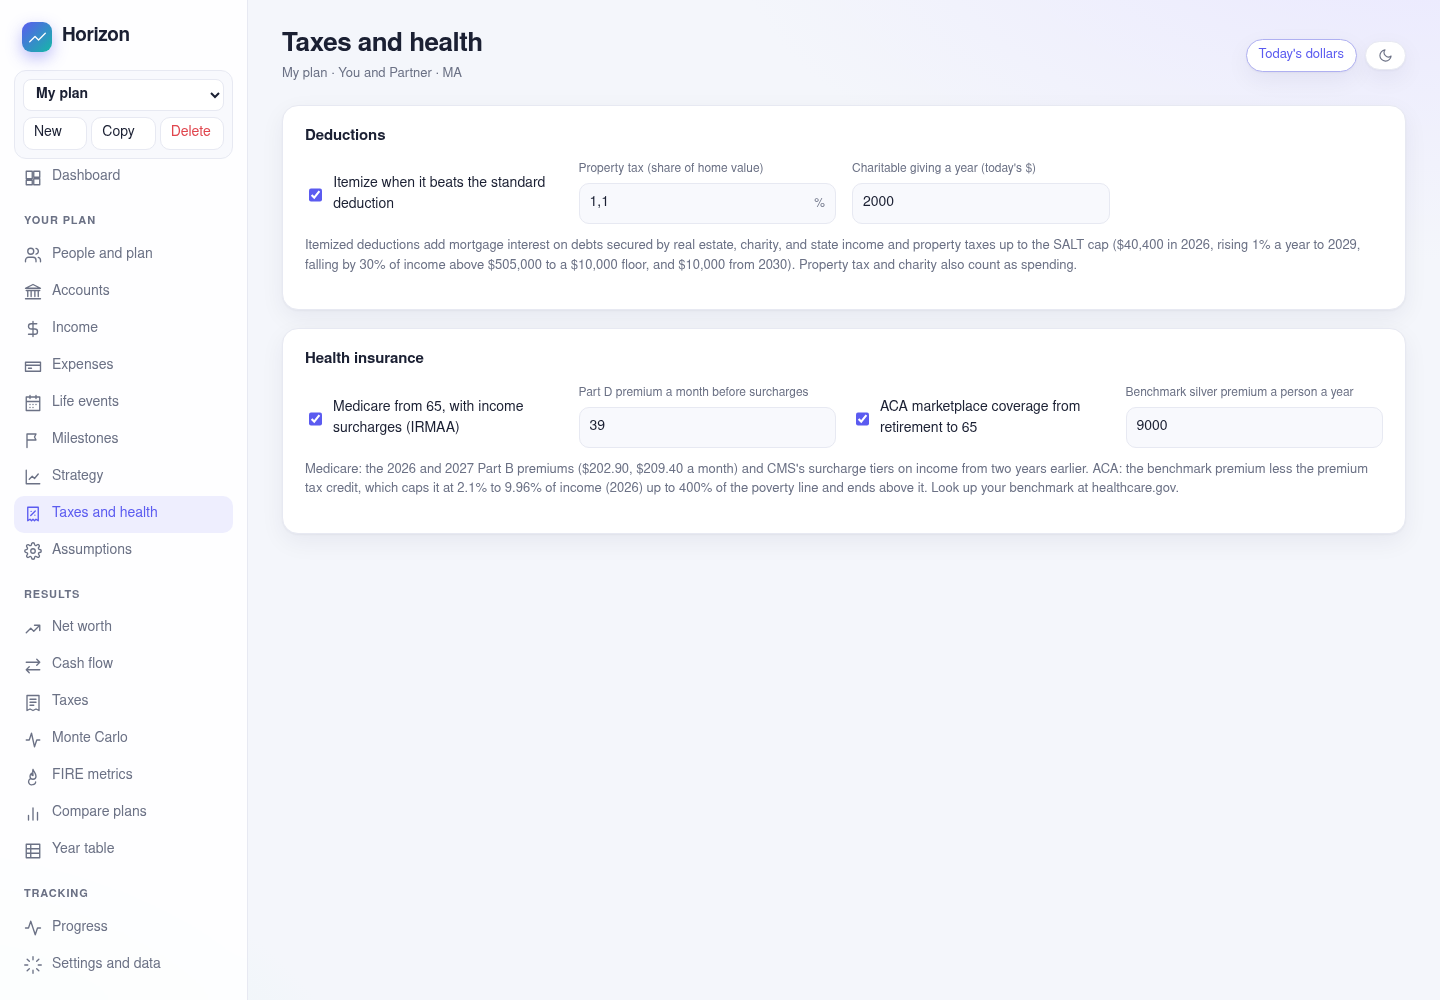 Horizon
My plan
New
Copy
Delete
Dashboard
YOUR PLAN
People and plan
Accounts
Income
Expenses
Life events
Milestones
Strategy
Taxes and health
Assumptions
RESULTS
Net worth
Cash flow
Taxes
Monte Carlo
FIRE metrics
Compare plans
Year table
TRACKING
Progress
Settings and data
Taxes and health
My plan · You and Partner · MA
Today's dollars
Deductions
Itemize when it beats the standard
deduction
Property tax (share of home value)
1,1
%
Charitable giving a year (today's $)
2000
Itemized deductions add mortgage interest on debts secured by real estate, charity, and state income and property taxes up to the SALT cap ($40,400 in 2026, rising 1% a year to 2029,
falling by 30% of income above $505,000 to a $10,000 floor, and $10,000 from 2030). Property tax and charity also count as spending.
Health insurance
Medicare from 65, with income
surcharges (IRMAA)
Part D premium a month before surcharges
39
ACA marketplace coverage from
retirement to 65
Benchmark silver premium a person a year
9000
Medicare: the 2026 and 2027 Part B premiums ($202.90, $209.40 a month) and CMS's surcharge tiers on income from two years earlier. ACA: the benchmark premium less the premium
tax credit, which caps it at 2.1% to 9.96% of income (2026) up to 400% of the poverty line and ends above it. Look up your benchmark at healthcare.gov.